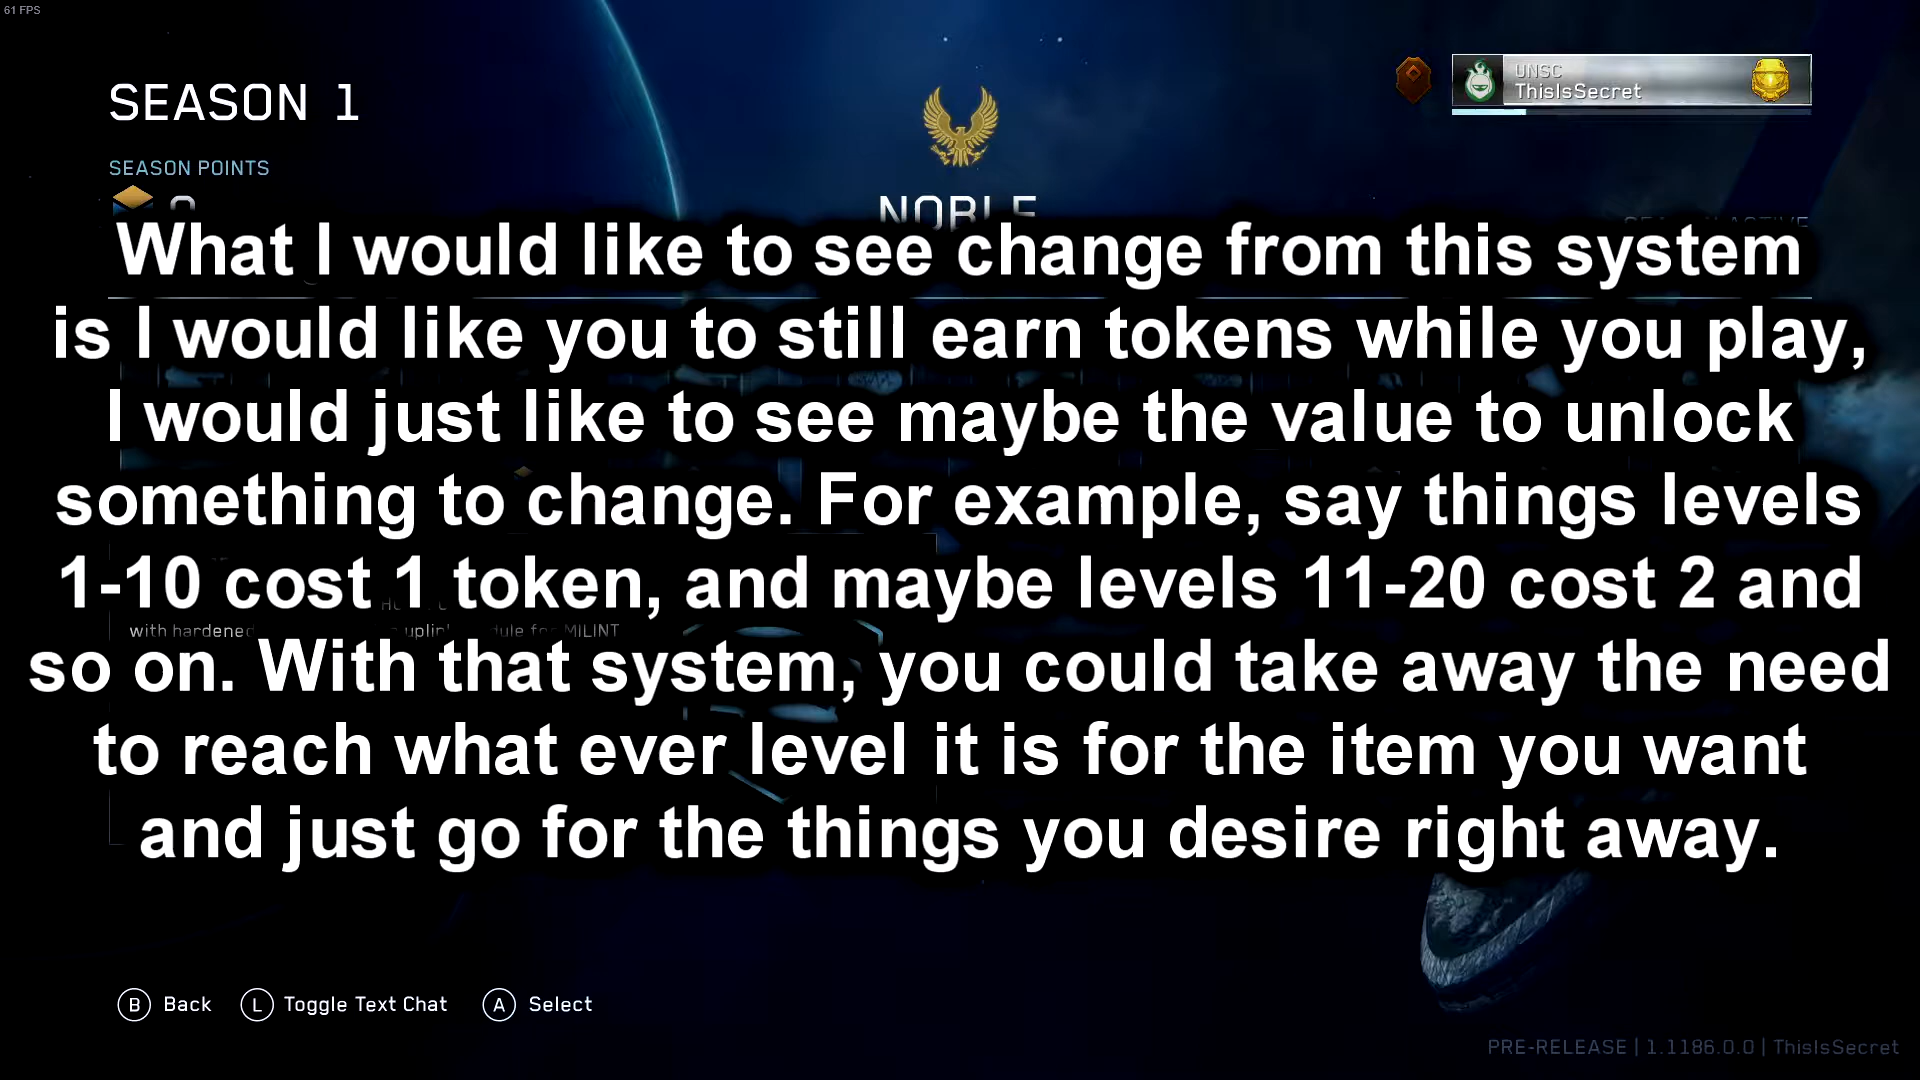 61 FPS
SEASON 1
UNSC
ThisIsSecret
SEASON POINTS
0
NOBLE
What I would like to see change from this system
is I would like you to still earn tokens while you play,
I would just like to see maybe the value to unlock
something to change. For example, say things levels
1-10 cost 1 token, and maybe levels 11-20 cost 2 and
with hardened
MILINT
so on. With that system, you could take away the need
to reach what ever level it is for the item you want
and just go for the things you desire right away.
B Back L Toggle Text Chat A Select
PRE-RELEASE | 1.1186.0.0 | ThisIsSecret